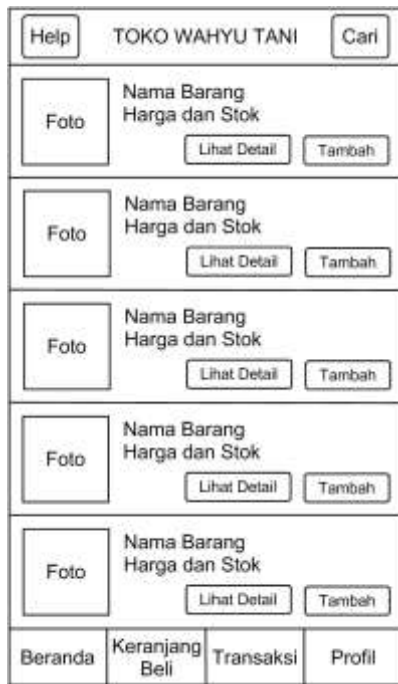 Help TOKO WAHYU TANI Cari
Foto
Nama Barang
Harga dan Stok
Lihat Detail Tambah
Foto
Nama Barang
Harga dan Stok
Lihat Detail Tambah
Foto
Nama Barang
Harga dan Stok
Lihat Detail Tambah
Foto
Nama Barang
Harga dan Stok
Lihat Detail Tambah
Foto
Nama Barang
Harga dan Stok
Lihat Detail Tambah
Beranda
Keranjang
Beli
Transaksi
Profil